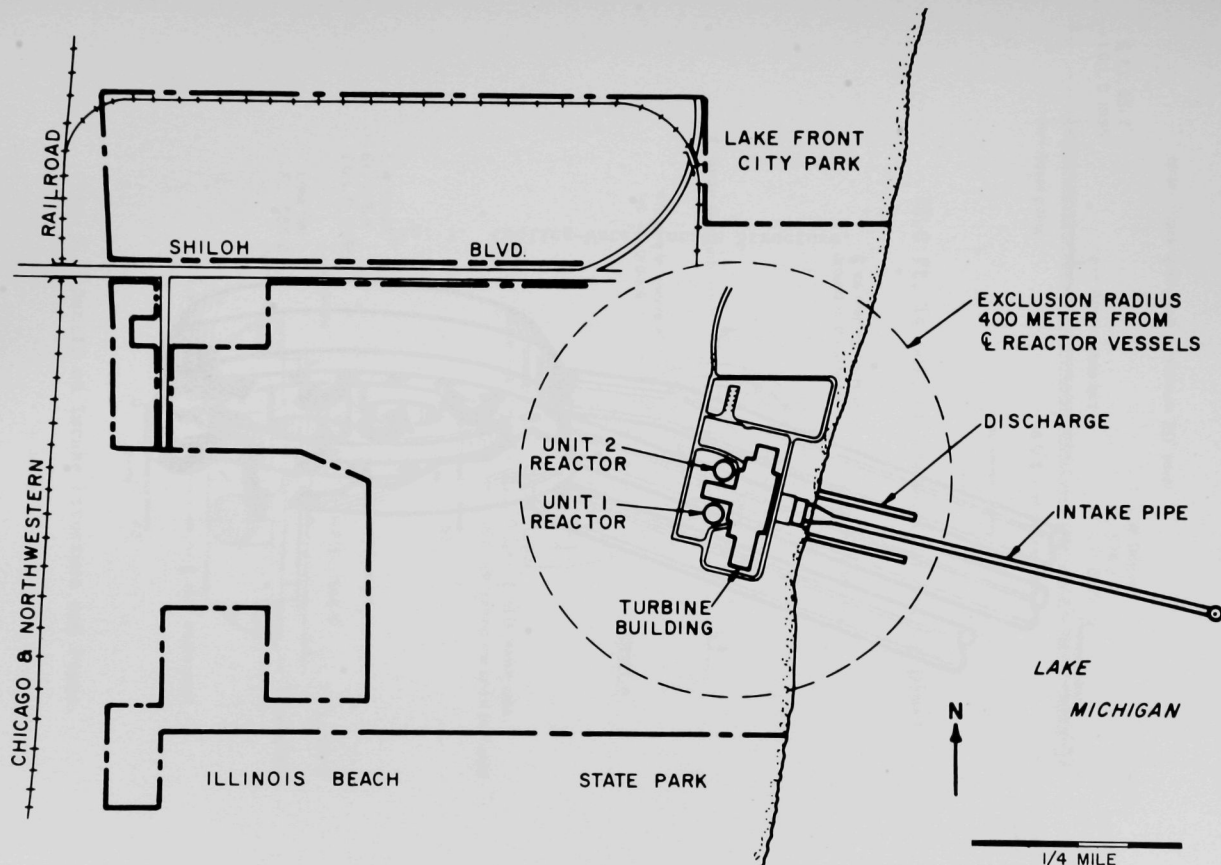 RAILROAD
LAKE FRONT
CITY PARK
SHILOH BLVD.
EXCLUSION RADIUS
400 METER FROM
℄ REACTOR VESSELS
DISCHARGE
UNIT 2
REACTOR
UNIT 1
REACTOR
INTAKE PIPE
TURBINE
BUILDING
CHICAGO & NORTHWESTERN
LAKE
MICHIGAN
N
ILLINOIS BEACH STATE PARK
1/4 MILE